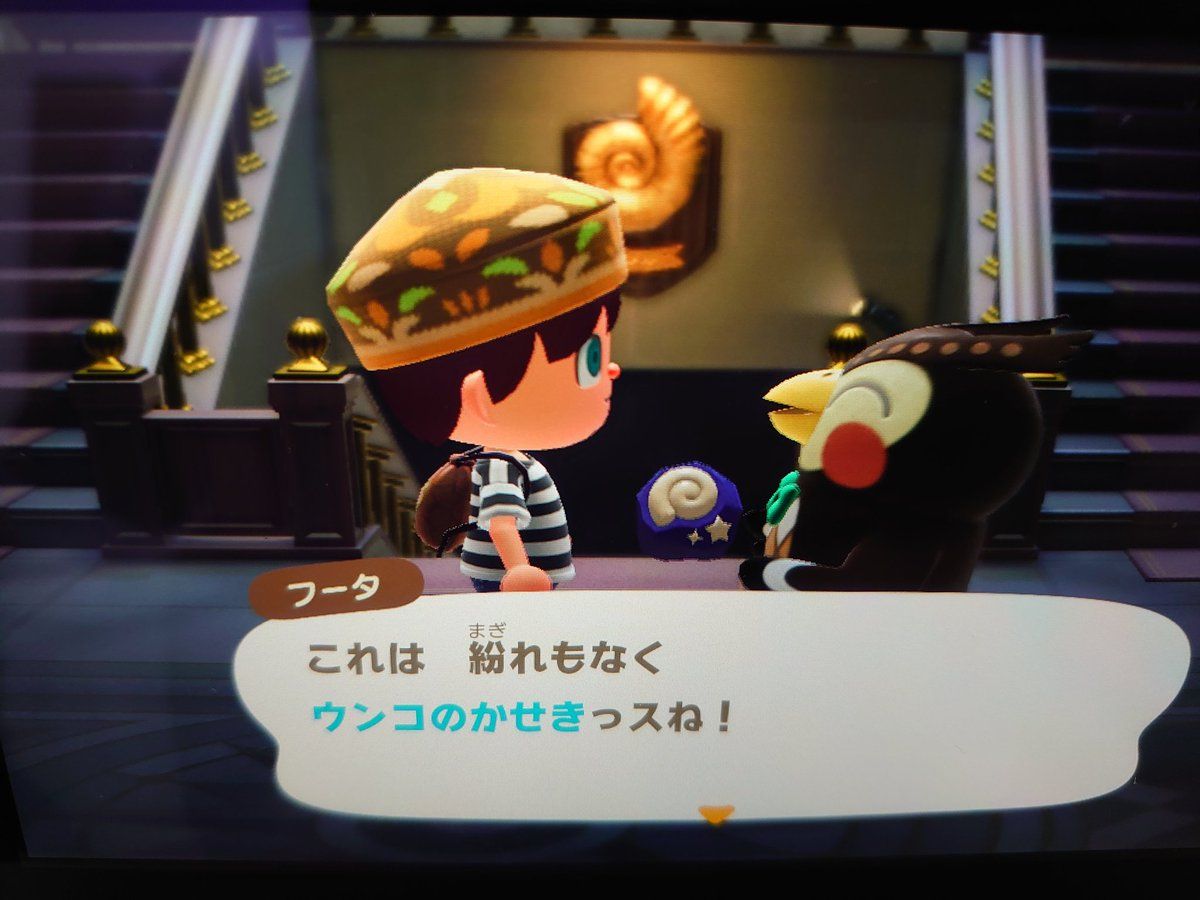 フータ
これは　紛れもなく
まぎ
ウンコのかせきっスね！